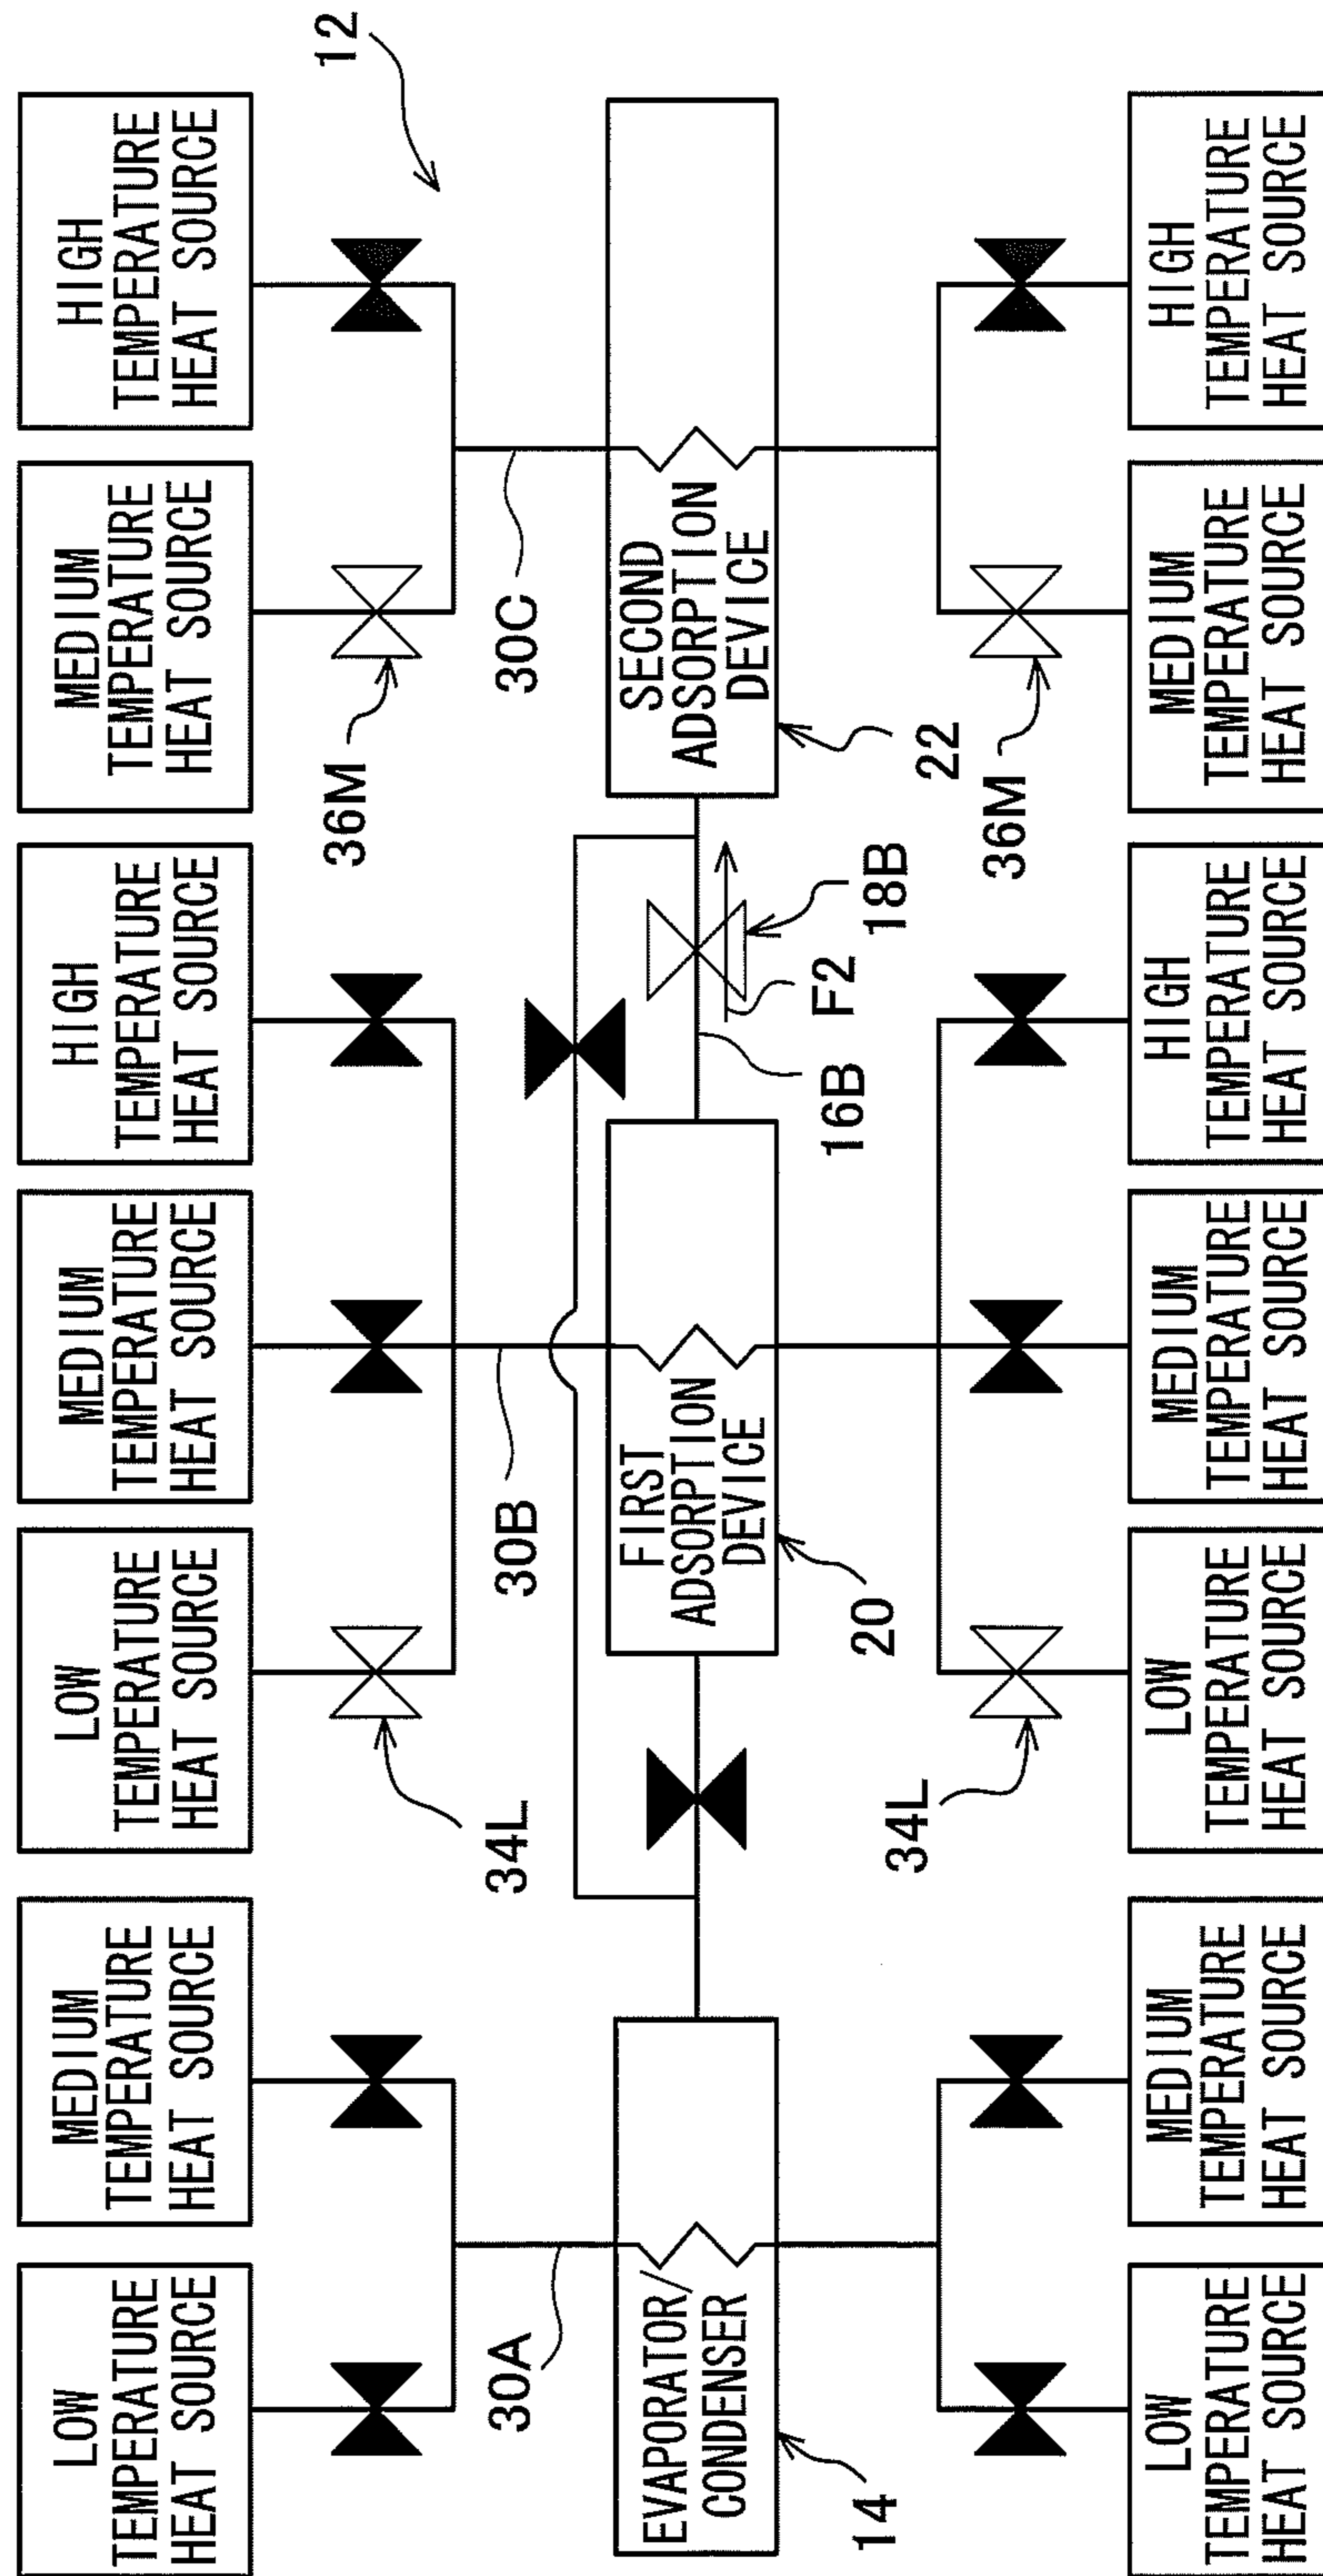 LOW
TEMPERATURE
HEAT SOURCE
MEDIUM
TEMPERATURE
HEAT SOURCE
LOW
TEMPERATURE
HEAT SOURCE
MEDIUM
TEMPERATURE
HEAT SOURCE
HIGH
TEMPERATURE
HEAT SOURCE
MEDIUM
TEMPERATURE
HEAT SOURCE
HIGH
TEMPERATURE
HEAT SOURCE
12
36M
30A
34L
30B
30C
EVAPORATOR/
CONDENSER
FIRST
ADSORPTION
DEVICE
SECOND
ADSORPTION
DEVICE
14
20
16B
F2
18B
22
34L
36M
LOW
TEMPERATURE
HEAT SOURCE
MEDIUM
TEMPERATURE
HEAT SOURCE
LOW
TEMPERATURE
HEAT SOURCE
MEDIUM
TEMPERATURE
HEAT SOURCE
HIGH
TEMPERATURE
HEAT SOURCE
MEDIUM
TEMPERATURE
HEAT SOURCE
HIGH
TEMPERATURE
HEAT SOURCE